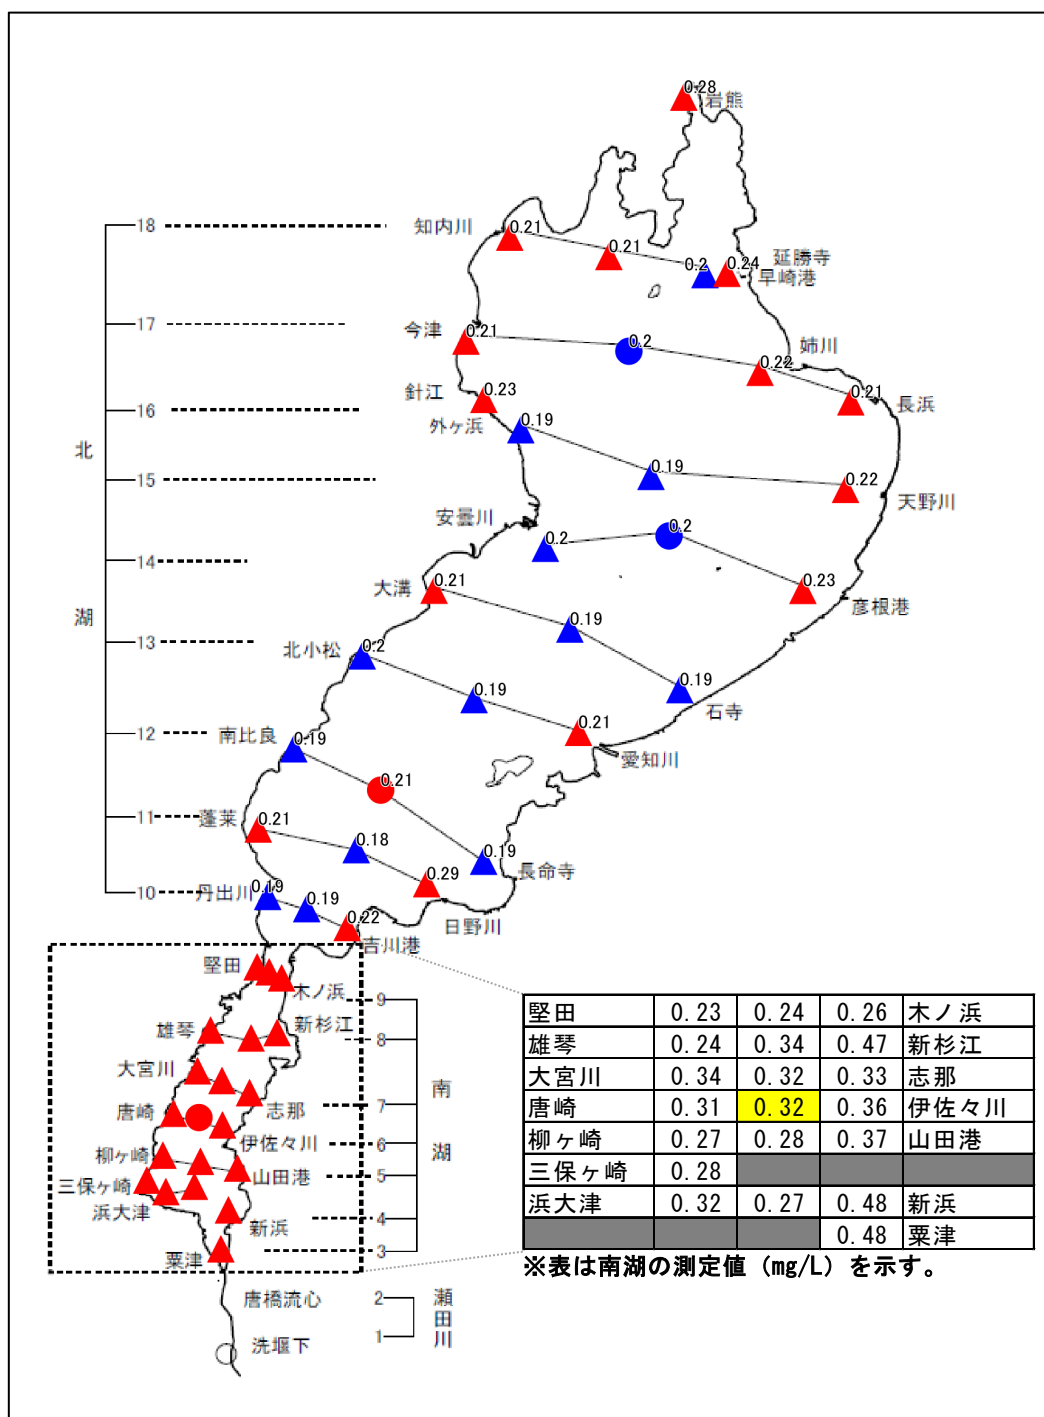 0.28
岩熊
18
知内川
0.21
0.21
0.2
0.24
延勝寺
早崎港
17
今津
0.21
0.2
0.22
姉川
0.21
長浜
16
針江
0.23
外ヶ浜
0.19
北
15
0.19
0.22
天野川
安曇川
0.2
0.2
14
大溝
0.21
0.23
彦根港
湖
0.19
13
北小松
0.2
0.19
0.19
石寺
12
南比良
0.19
0.21
愛知川
0.21
11
蓬莱
0.21
0.18
0.19
長命寺
10
丹出川
0.19
0.19
0.29
日野川
0.22
吉川港
堅田
木ノ浜
9
雄琴
新杉江
8
大宮川
南
志那
7
唐崎
伊佐々川
6
湖
柳ヶ崎
山田港
5
三保ヶ崎
浜大津
新浜
4
粟津
3
唐橋流心
2
瀬田川
洗堰下
1
堅田 0.23 0.24 0.26 木ノ浜
雄琴 0.24 0.34 0.47 新杉江
大宮川 0.34 0.32 0.33 志那
唐崎 0.31 0.32 0.36 伊佐々川
柳ヶ崎 0.27 0.28 0.37 山田港
三保ヶ崎 0.28
浜大津 0.32 0.27 0.48 新浜
0.48 粟津
※表は南湖の測定値（mg/L）を示す。